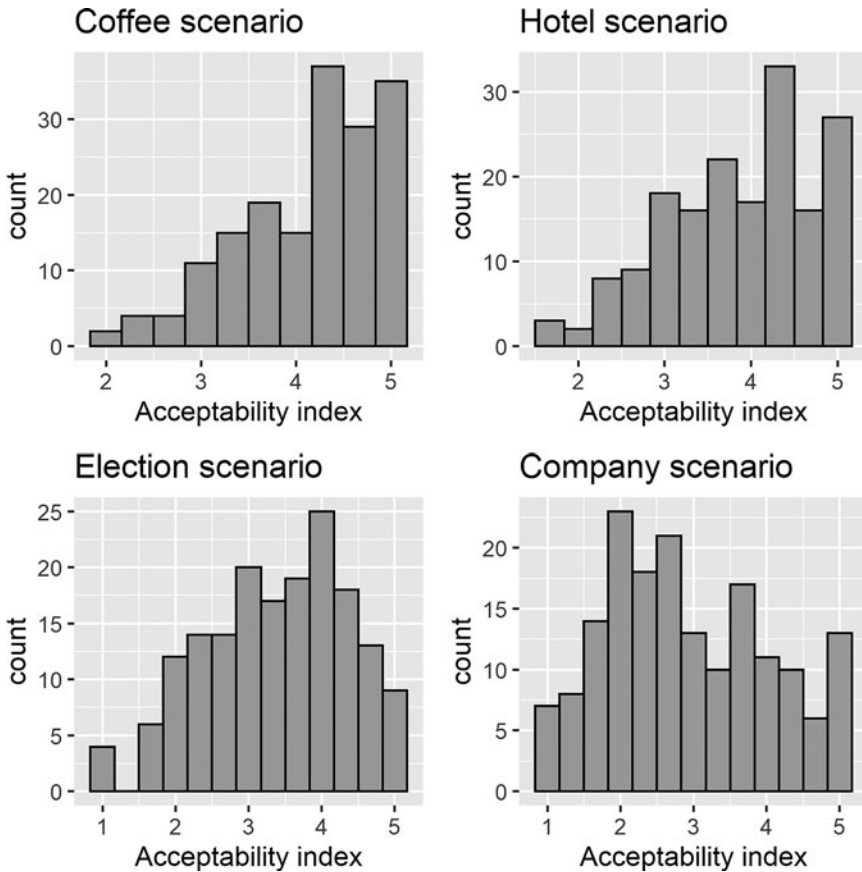 Coffee scenario
30
20
10
0
count
2 3 4 5
Acceptability index
Hotel scenario
30
20
10
0
count
2 3 4 5
Acceptability index
Election scenario
25
20
15
10
5
0
count
1 2 3 4 5
Acceptability index
Company scenario
20
15
10
5
0
count
1 2 3 4 5
Acceptability index